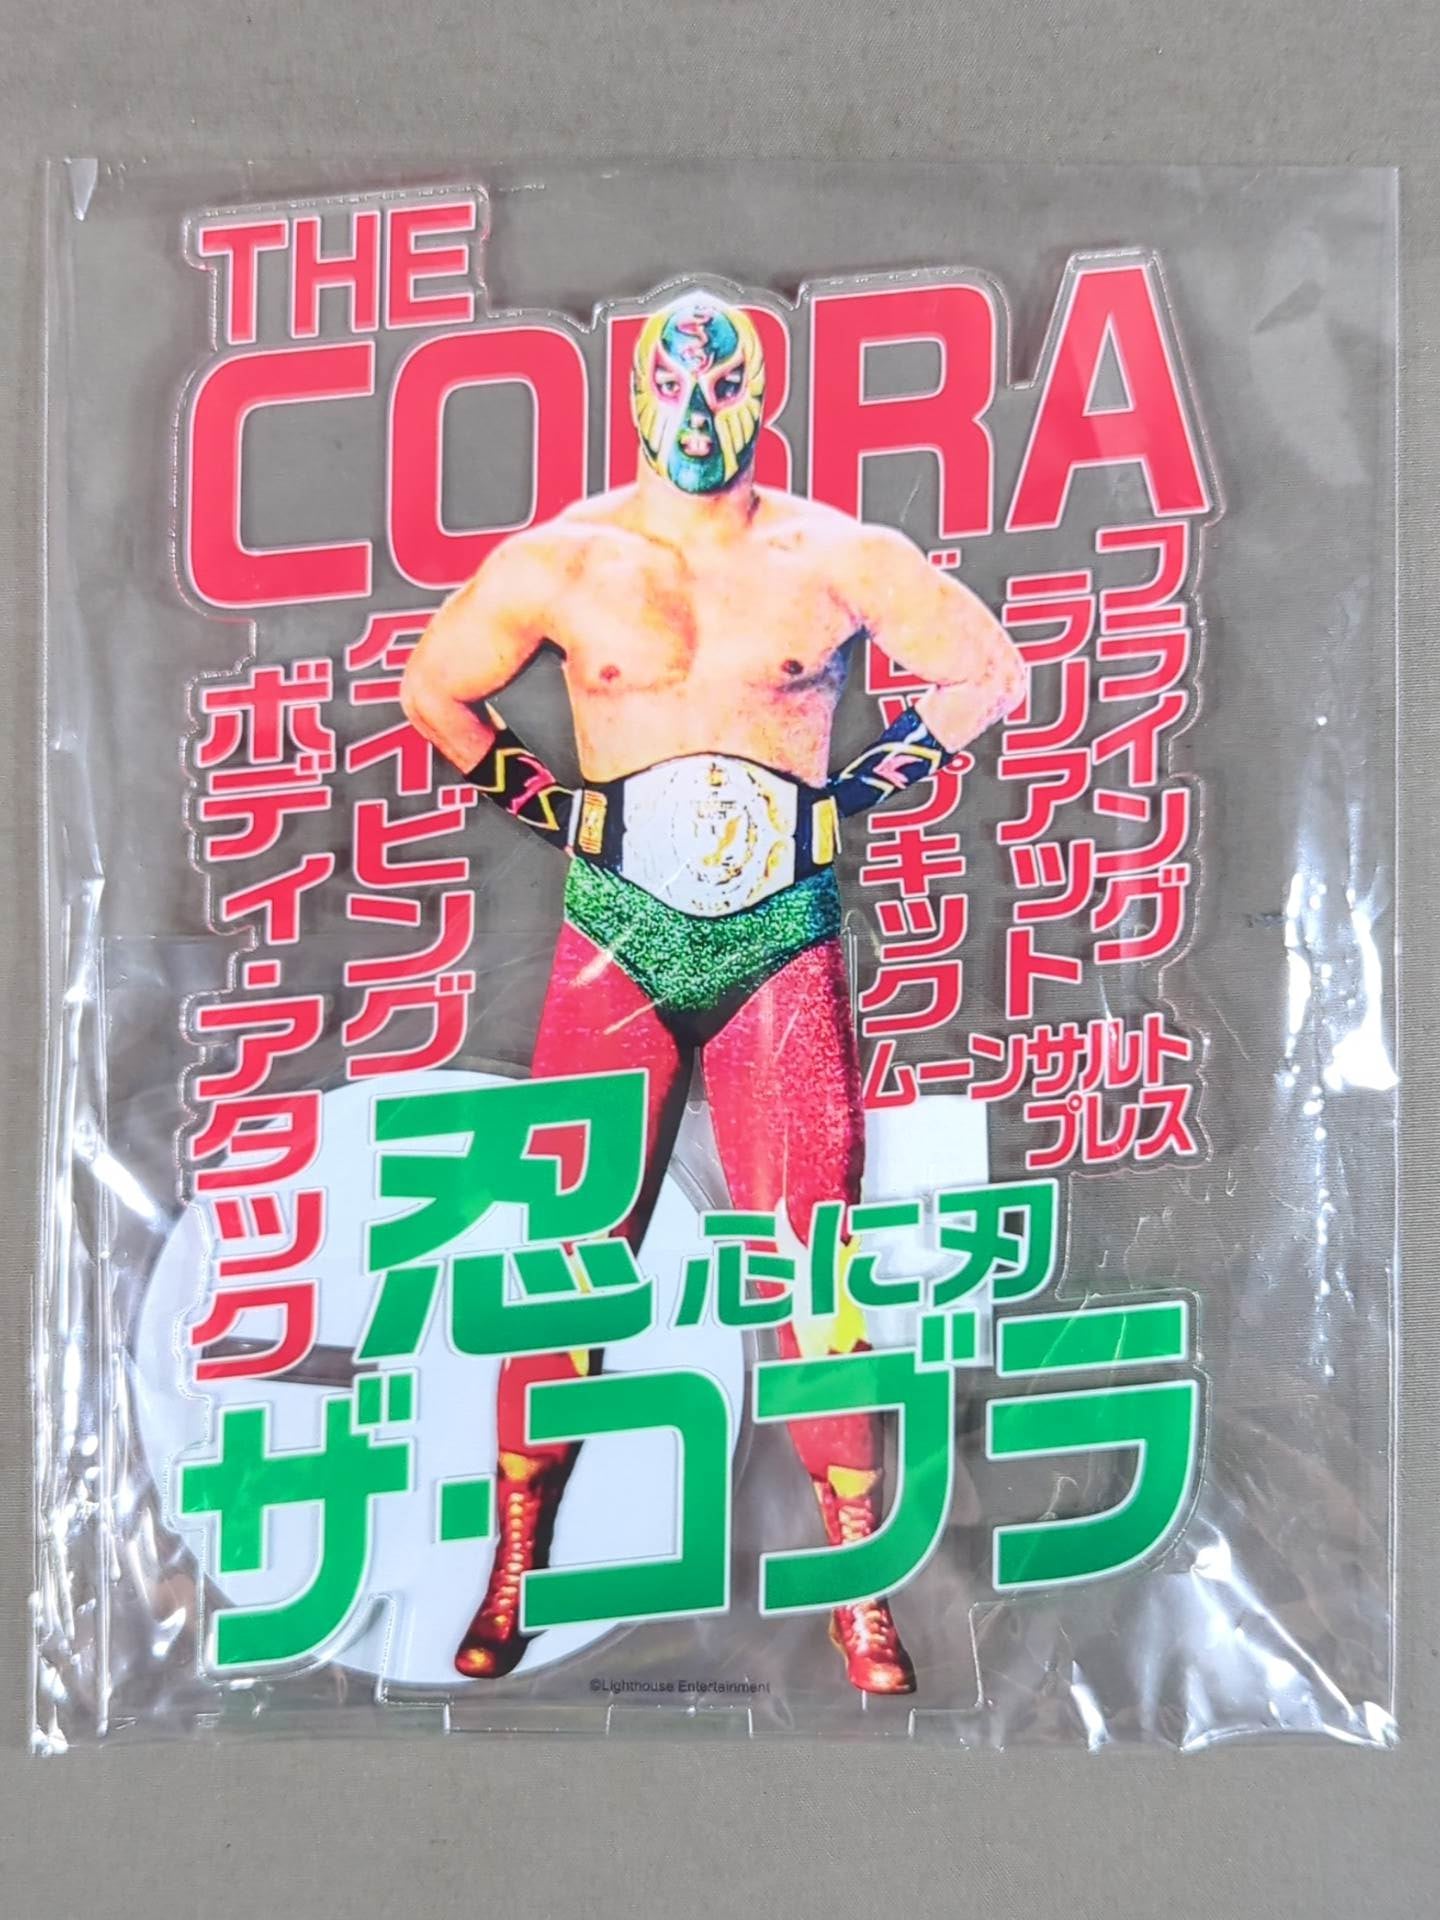 THE
COBRA
フライング
ラリアット
ドロップキック
ムーンサルト
プレス
ダイビング
ボディ・アタック
忍 心に刃
ザ・コブラ
©Lighthouse Entertainment